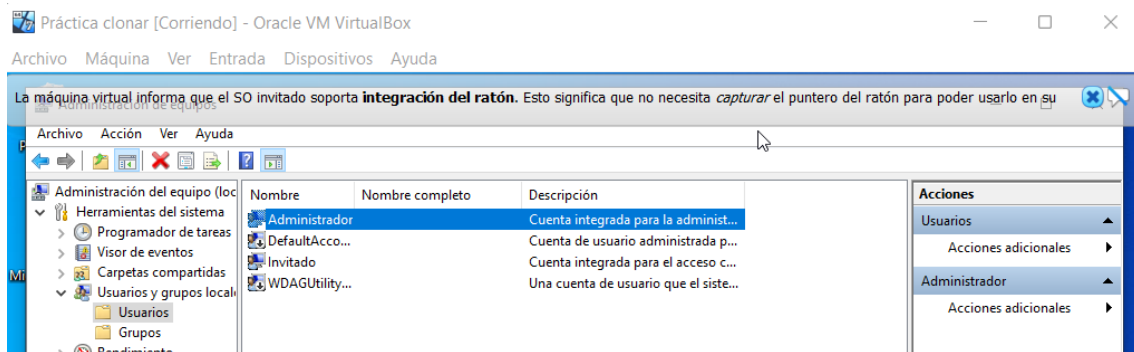 Práctica clonar [Corriendo] - Oracle VM VirtualBox
Archivo Máquina Ver Entrada Dispositivos Ayuda
La máquina virtual informa que el SO invitado soporta integración del ratón. Esto significa que no necesita capturar el puntero del ratón para poder usarlo en su
Administración de equipos
Archivo Acción Ver Ayuda
Administración del equipo (loc
Herramientas del sistema
Programador de tareas
Visor de eventos
Carpetas compartidas
Usuarios y grupos local
Usuarios
Grupos
Rendimiento
Nombre Nombre completo Descripción
Administrador Cuenta integrada para la administ...
DefaultAcco... Cuenta de usuario administrada p...
Invitado Cuenta integrada para el acceso c...
WDAGUtility... Una cuenta de usuario que el siste...
Acciones
Usuarios
Acciones adicionales
Administrador
Acciones adicionales
Mi